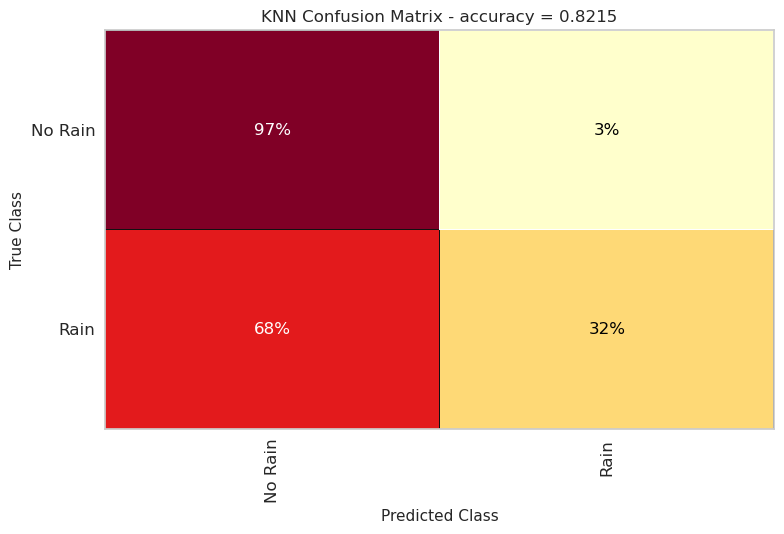 KNN Confusion Matrix - accuracy = 0.8215
True Class
No Rain
97%
3%
Rain
68%
32%
No Rain
Rain
Predicted Class